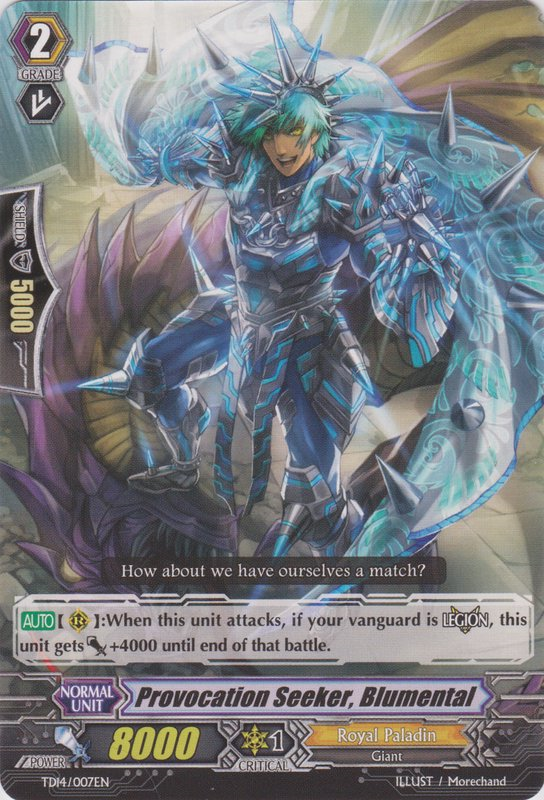 2
GRADE
SHIELD
5000
How about we have ourselves a match?
AUTO【 R 】:When this unit attacks, if your vanguard is LEGION, this
unit gets +4000 until end of that battle.
NORMAL
UNIT
Provocation Seeker, Blumental
POWER
8000
1
CRITICAL
Royal Paladin
Giant
TD14/007EN
ILLUST / Morechand